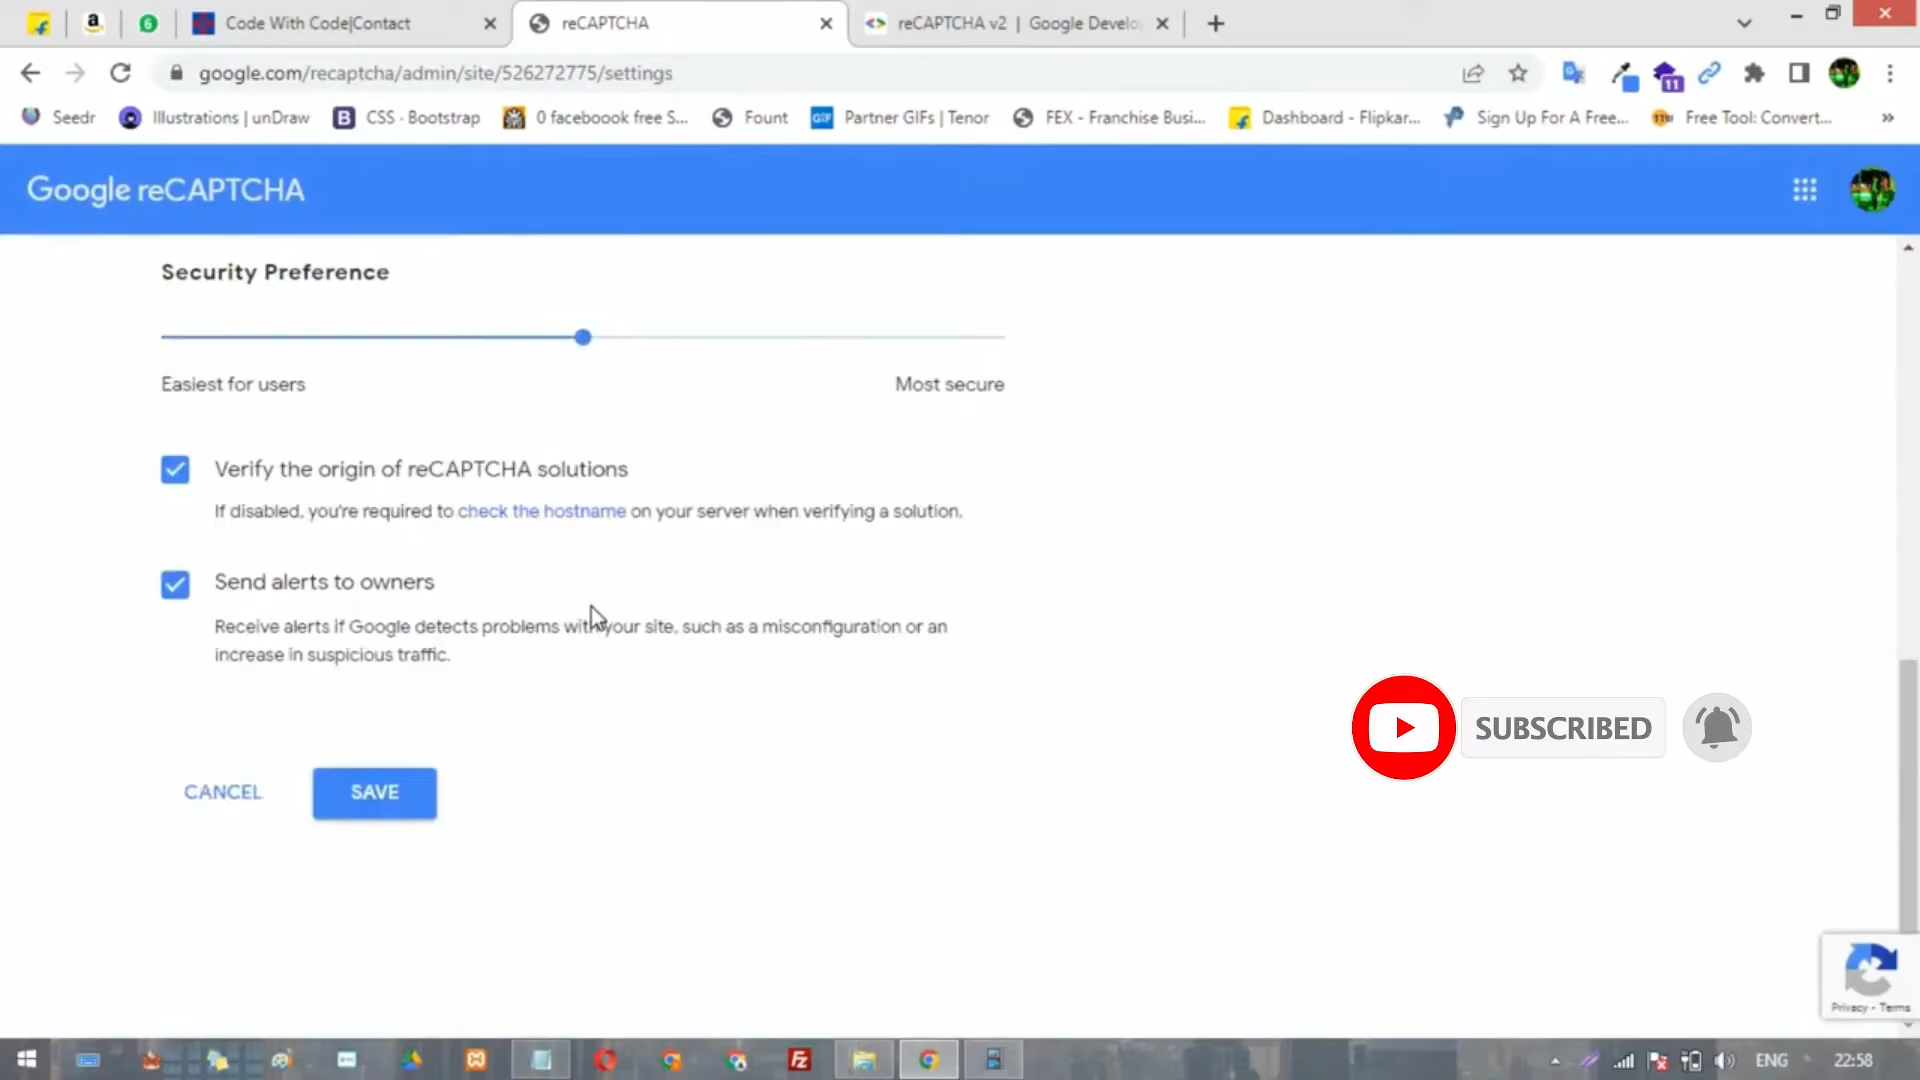 6
Code With Code|Contact
reCAPTCHA
reCAPTCHA v2 | Google Develo
google.com/recaptcha/admin/site/526272775/settings
11
Seedr
Illustrations | unDraw
B
CSS · Bootstrap
0 faceboook free S...
Fount
GIF
Partner GIFs | Tenor
FEX - Franchise Busi...
Dashboard - Flipkar...
Sign Up For A Free...
Free Tool: Convert...
»
Google reCAPTCHA
Security Preference
Easiest for users
Most secure
Verify the origin of reCAPTCHA solutions
If disabled, you're required to check the hostname on your server when verifying a solution.
Send alerts to owners
Receive alerts if Google detects problems with your site, such as a misconfiguration or an
increase in suspicious traffic.
SUBSCRIBED
CANCEL
SAVE
Privacy - Terms
FZ
ENG
22:58